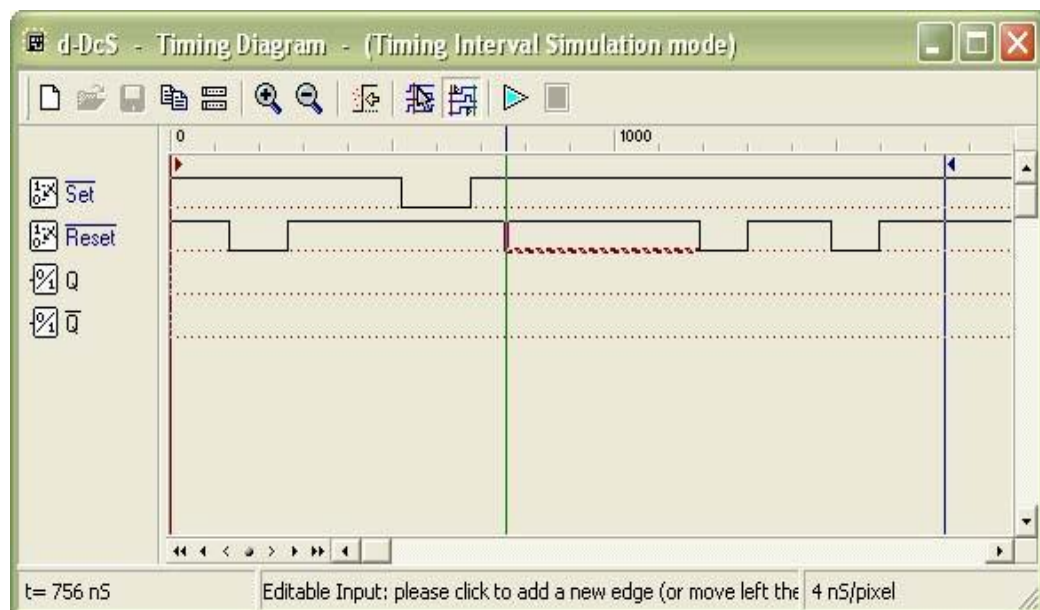 d-DcS - Timing Diagram - (Timing Interval Simulation mode)
0 1000
Set
Reset
Q
Q
t= 756 nS
Editable Input: please click to add a new edge (or move left the
4 nS/pixel